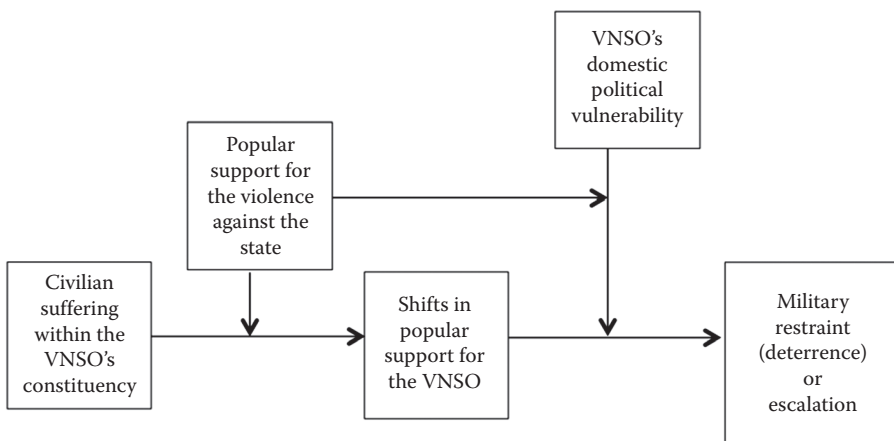 VNSO's
domestic
political
vulnerability
Popular
support for
the violence
against the
state
Civilian
suffering
within the
VNSO's
constituency
Shifts in
popular
support for
the VNSO
Military
restraint
(deterrence)
or
escalation